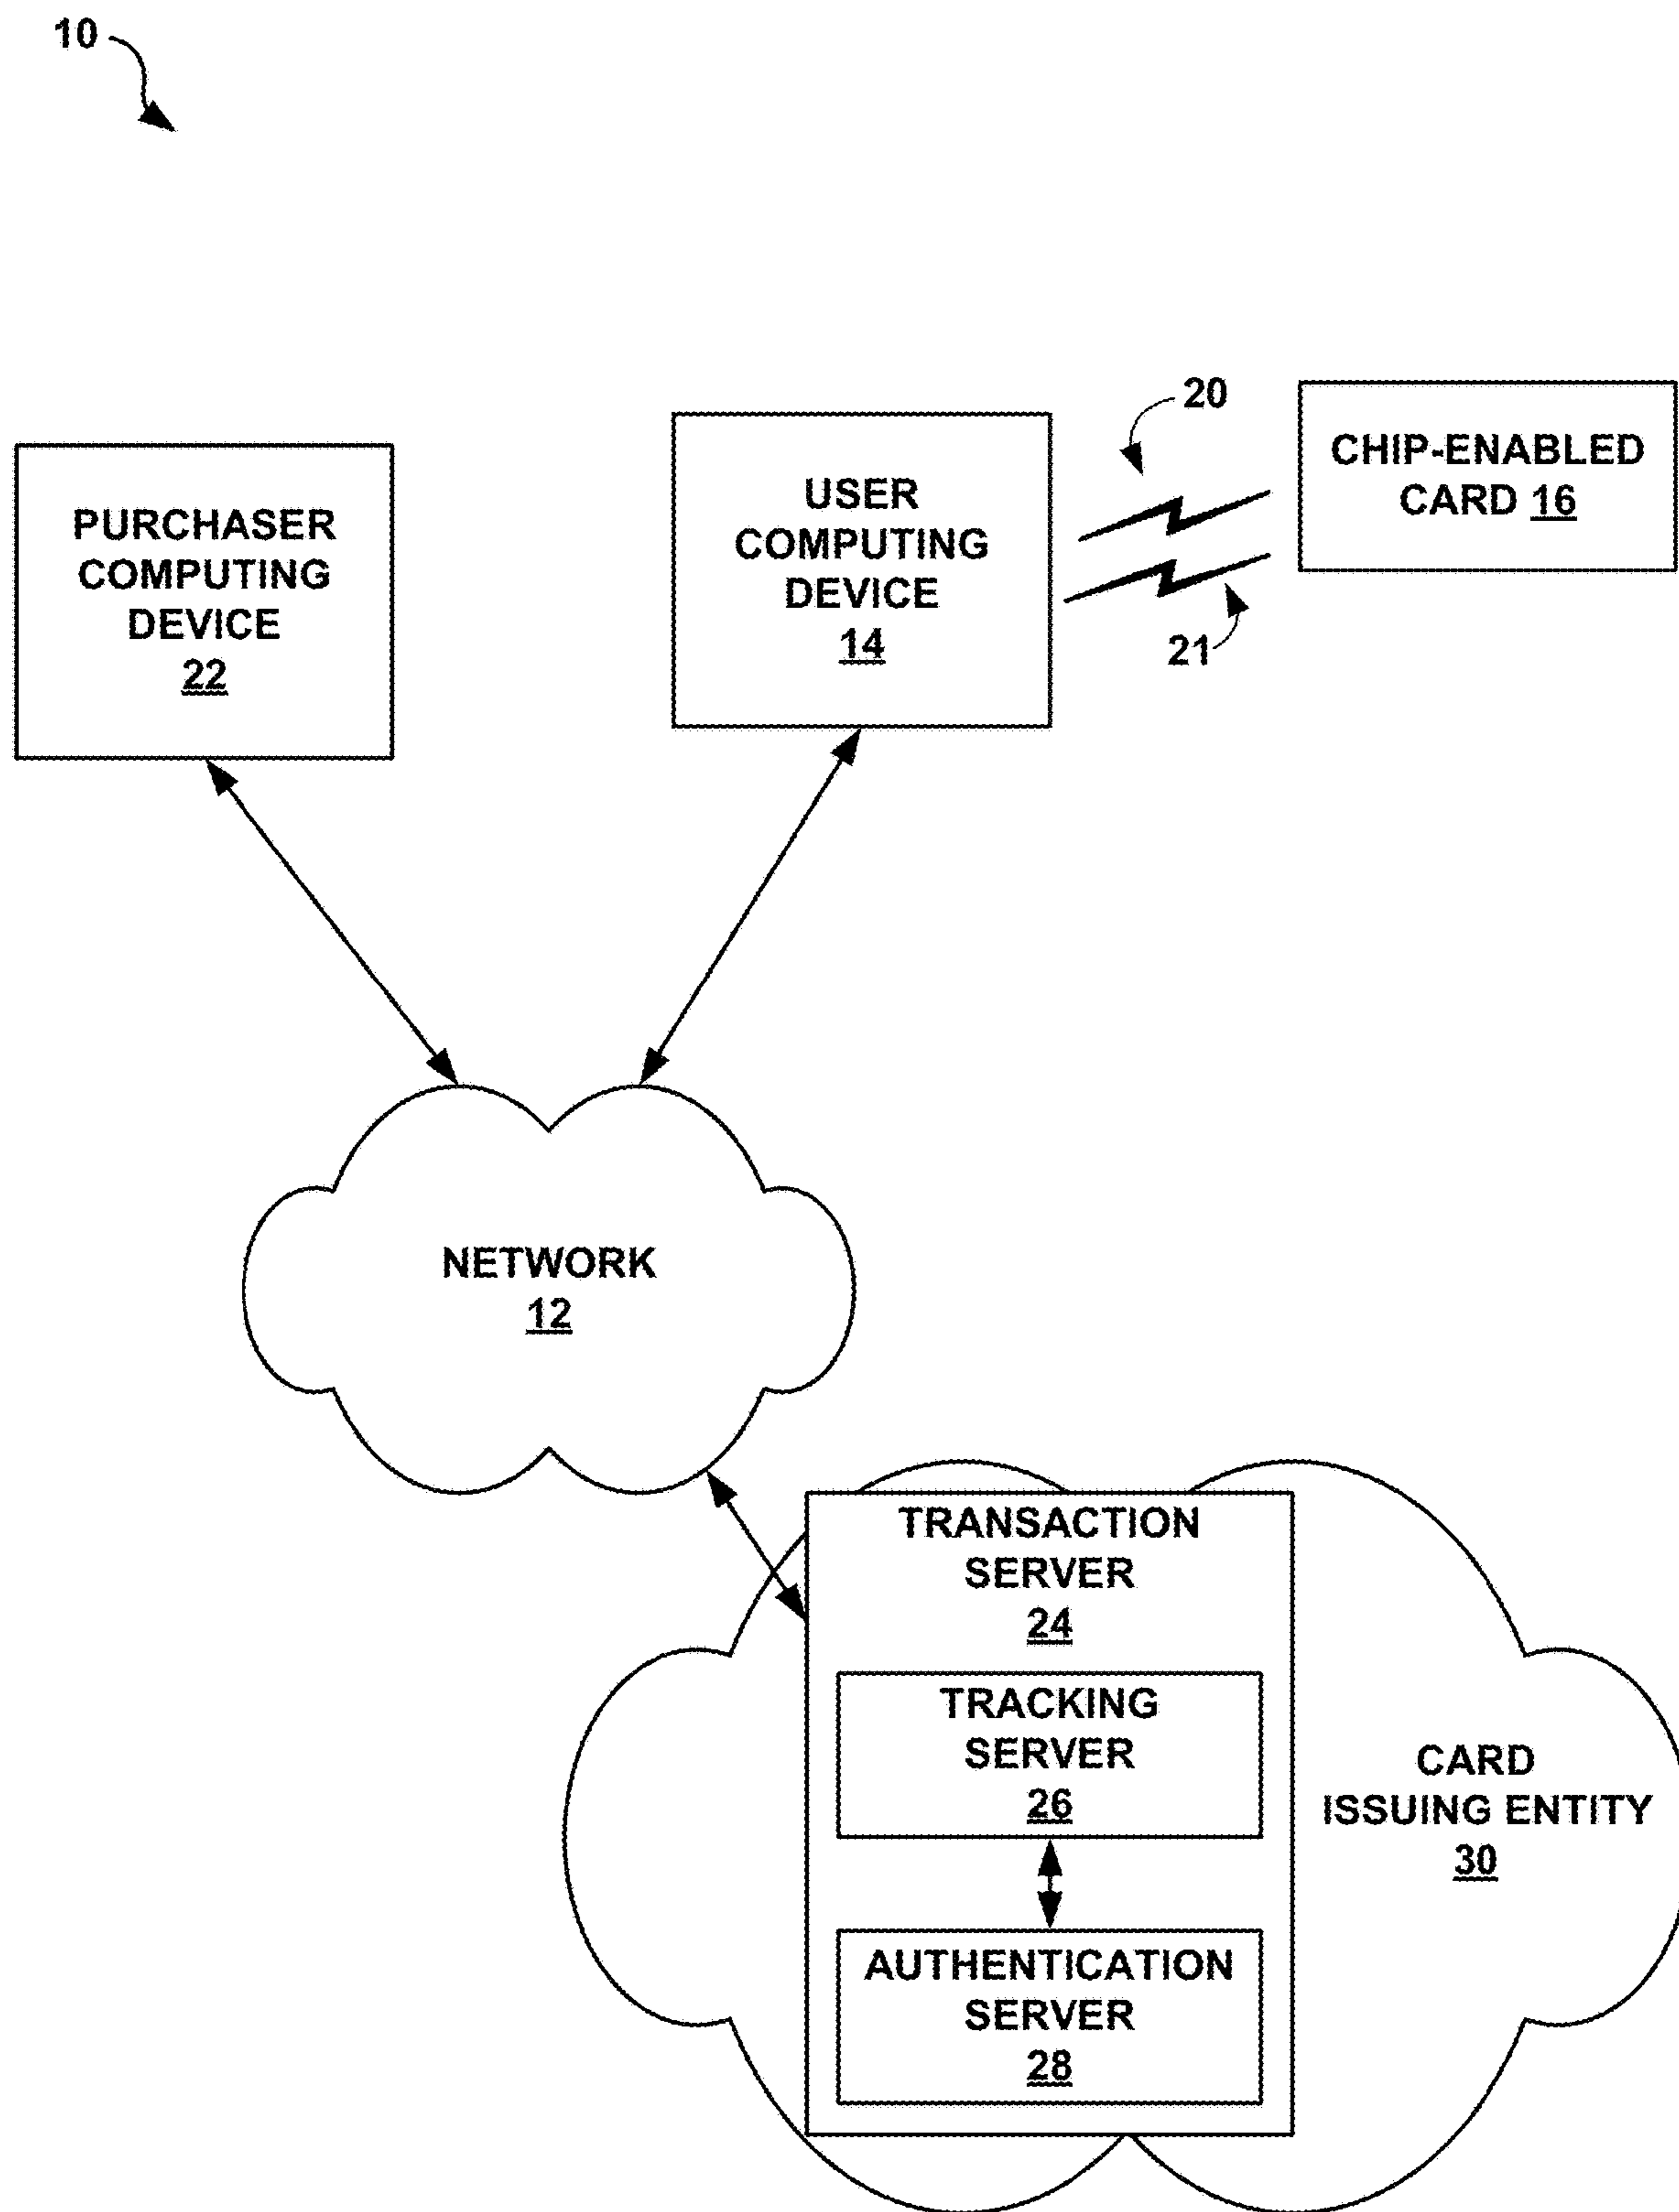 10
20
CHIP-ENABLED
CARD 16
USER
COMPUTING
DEVICE
14
21
PURCHASER
COMPUTING
DEVICE
22
NETWORK
12
TRANSACTION
SERVER
24
TRACKING
SERVER
26
CARD
ISSUING ENTITY
30
AUTHENTICATION
SERVER
28